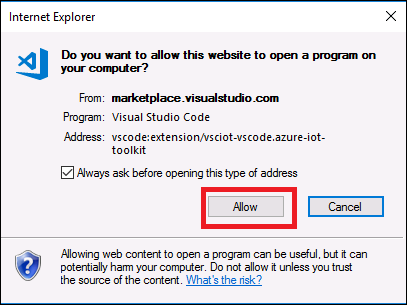 Internet Explorer
Do you want to allow this website to open a program on
your computer?
From: marketplace.visualstudio.com
Program: Visual Studio Code
Address: vscode:extension/vsciot-vscode.azure-iot-
toolkit
Always ask before opening this type of address
Allow Cancel
Allowing web content to open a program can be useful, but it can
potentially harm your computer. Do not allow it unless you trust
the source of the content. What's the risk?